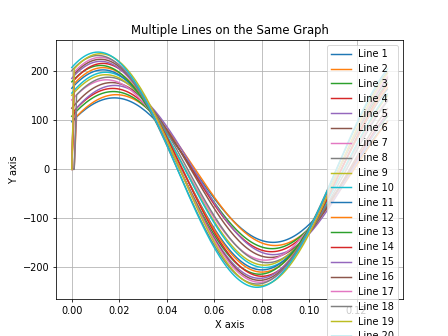 Multiple Lines on the Same Graph
Y axis
200
100
0
−100
−200
0.00 0.02 0.04 0.06 0.08 0.10
X axis
Line 1
Line 2
Line 3
Line 4
Line 5
Line 6
Line 7
Line 8
Line 9
Line 10
Line 11
Line 12
Line 13
Line 14
Line 15
Line 16
Line 17
Line 18
Line 19
Line 20